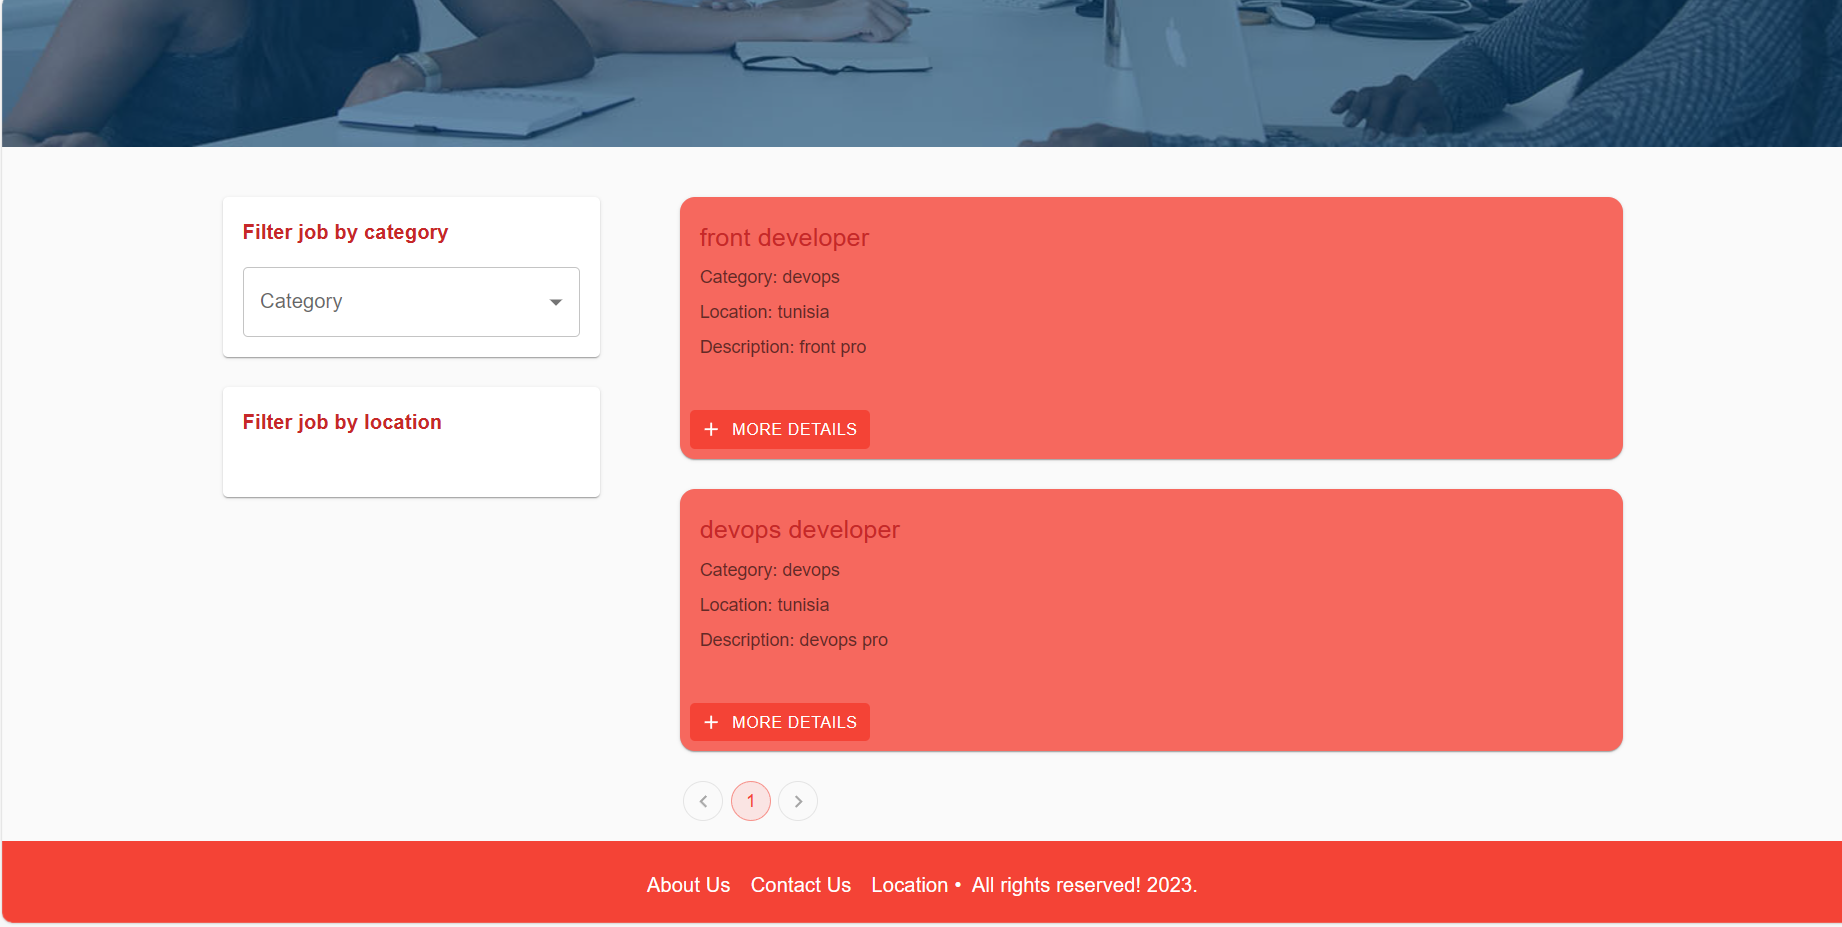 Filter job by category
Category
Filter job by location
front developer
Category: devops
Location: tunisia
Description: front pro
+ MORE DETAILS
devops developer
Category: devops
Location: tunisia
Description: devops pro
+ MORE DETAILS
1
About Us Contact Us Location • All rights reserved! 2023.